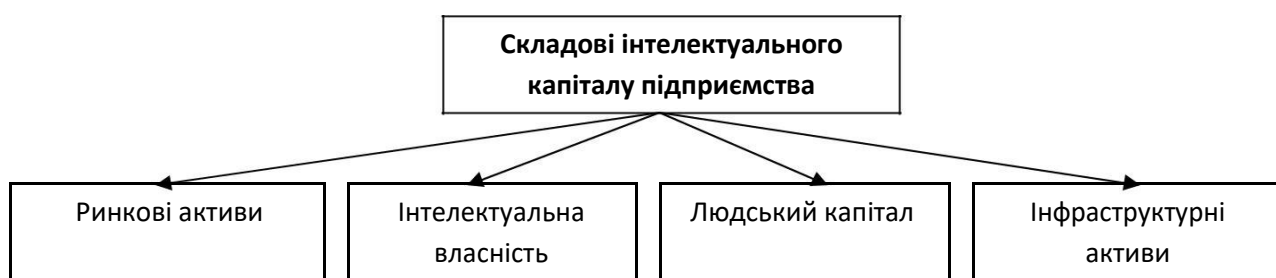 Складові інтелектуального
капіталу підприємства
Ринкові активи
Інтелектуальна
власність
Людський капітал
Інфраструктурні
активи